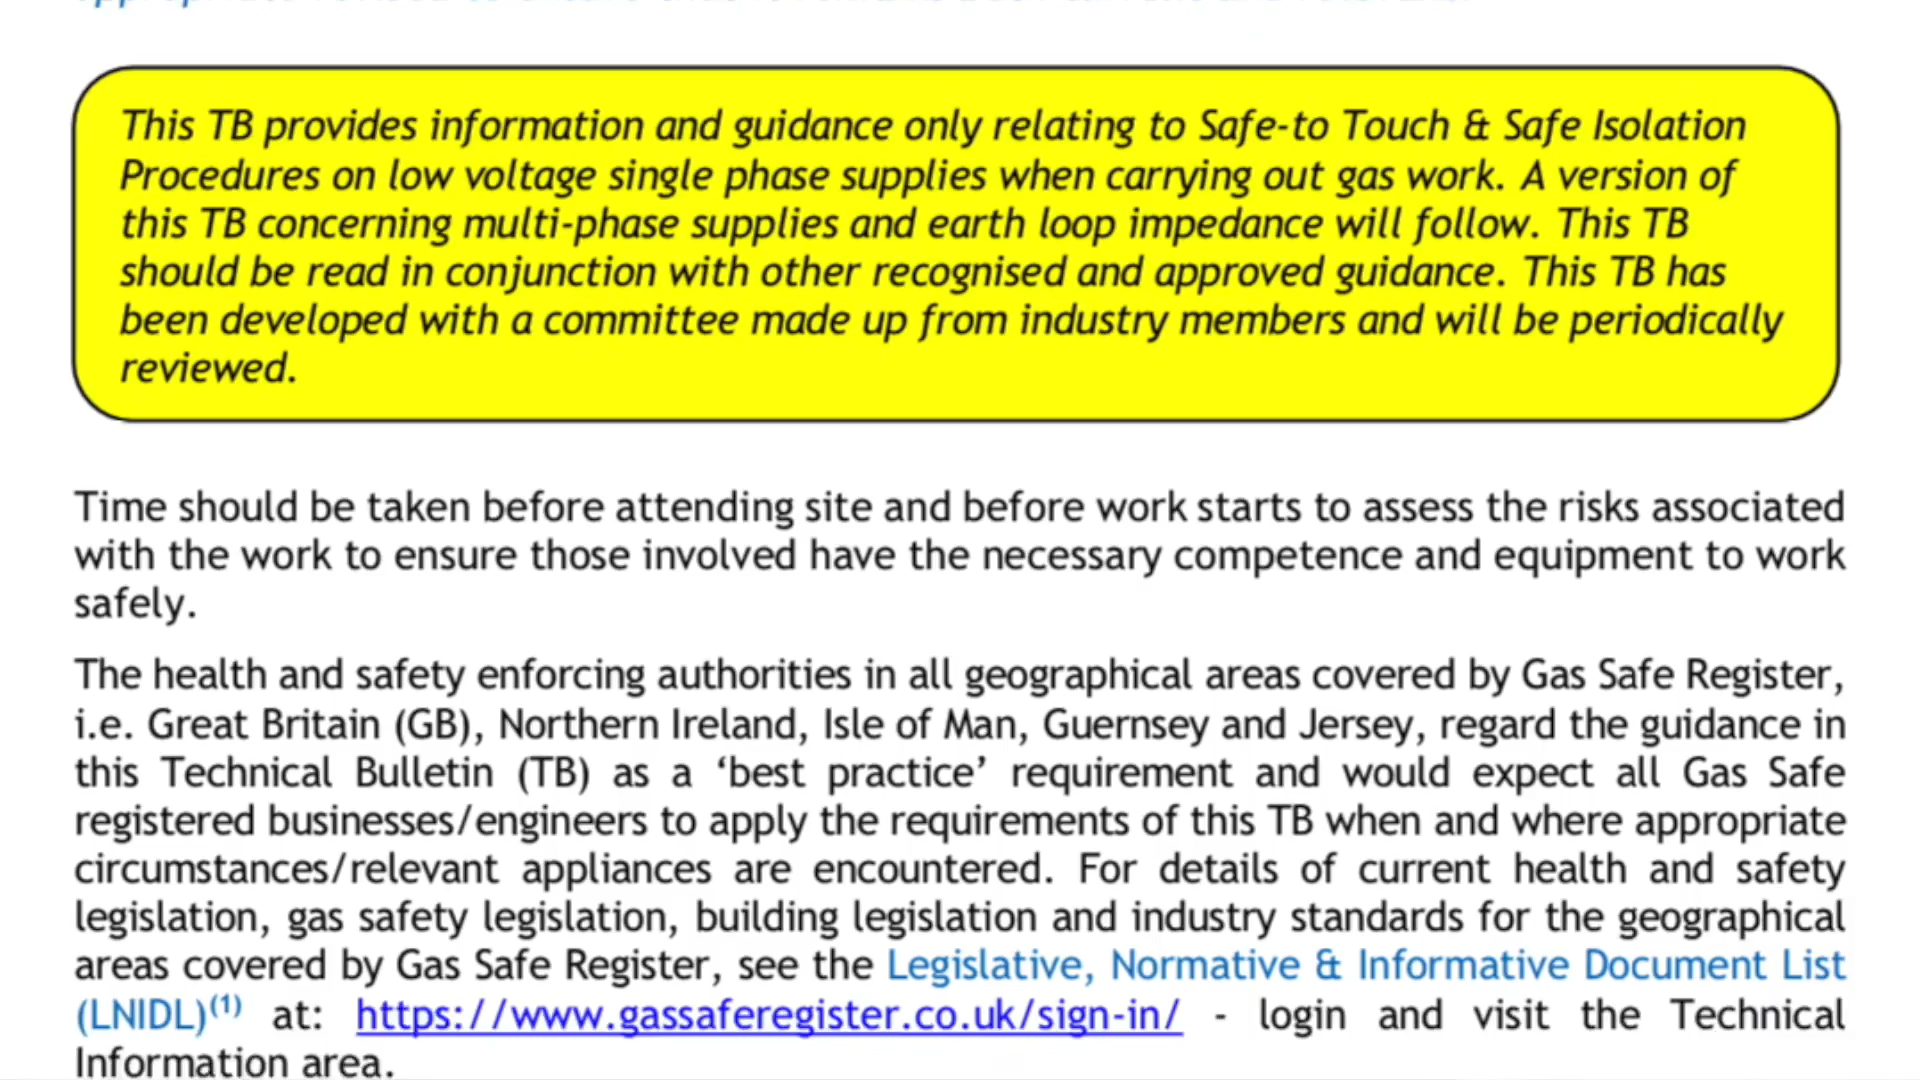 This TB provides information and guidance only relating to Safe-to Touch & Safe Isolation
Procedures on low voltage single phase supplies when carrying out gas work. A version of
this TB concerning multi-phase supplies and earth loop impedance will follow. This TB
should be read in conjunction with other recognised and approved guidance. This TB has
been developed with a committee made up from industry members and will be periodically
reviewed.
Time should be taken before attending site and before work starts to assess the risks associated
with the work to ensure those involved have the necessary competence and equipment to work
safely.
The health and safety enforcing authorities in all geographical areas covered by Gas Safe Register,
i.e. Great Britain (GB), Northern Ireland, Isle of Man, Guernsey and Jersey, regard the guidance in
this Technical Bulletin (TB) as a ‘best practice’ requirement and would expect all Gas Safe
registered businesses/engineers to apply the requirements of this TB when and where appropriate
circumstances/relevant appliances are encountered. For details of current health and safety
legislation, gas safety legislation, building legislation and industry standards for the geographical
areas covered by Gas Safe Register, see the Legislative, Normative & Informative Document List
(LNIDL)(1) at: https://www.gassaferegister.co.uk/sign-in/ - login and visit the Technical
Information area.